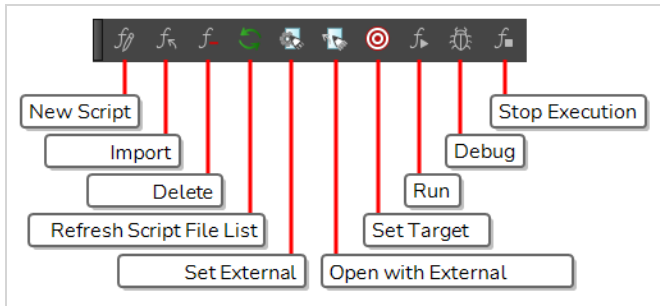 New Script
Stop Execution
Import
Debug
Delete
Run
Refresh Script File List
Set Target
Set External
Open with External